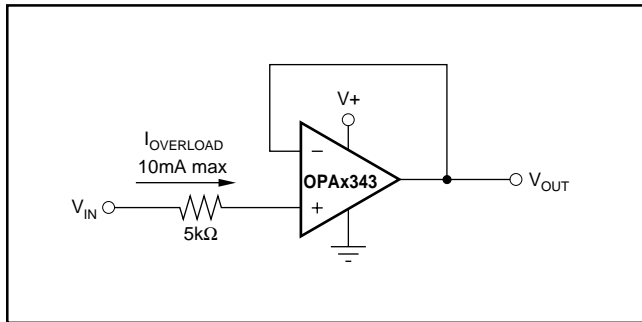 V+
I_OVERLOAD
10mA max
−
OPAx343
V_OUT
V_IN
+
5kΩ